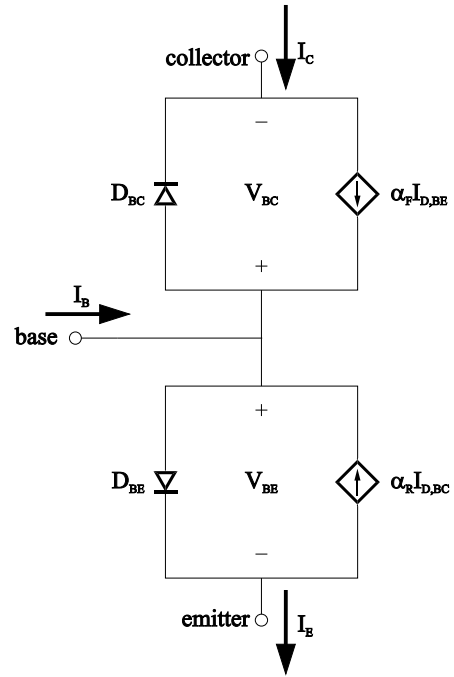 I_C
collector
−
D_BC V_BC α_F I_D,BE
+
I_B
base
+
D_BE V_BE α_R I_D,BC
−
emitter
I_E